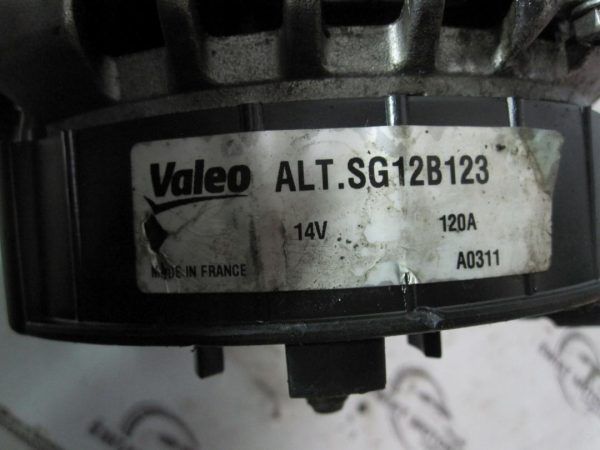 Valeo ALT.SG12B123
14V 120A
MADE IN FRANCE A0311